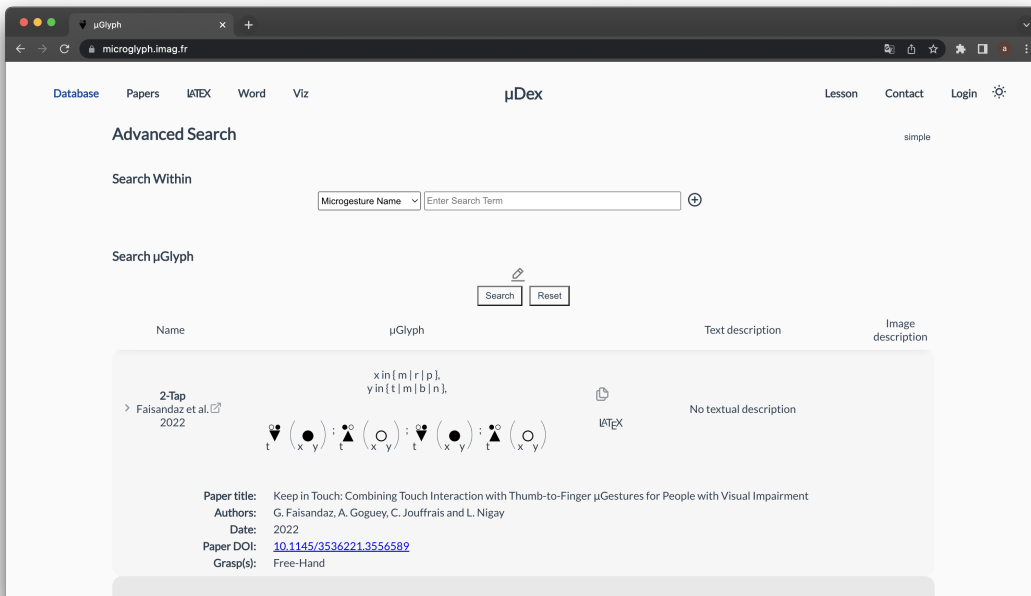 μGlyph
microglyph.imag.fr
a
Database Papers LATEX Word Viz μDex Lesson Contact Login
Advanced Search simple
Search Within
Microgesture Name Enter Search Term
Search μGlyph
Search Reset
Name μGlyph Text description Image description
x in { m | r | p },
y in { t | m | b | n },
2-Tap
Faisandaz et al.
2022
LATEX
No textual description
t ( x y ) ; t ( x y ) ; t ( x y ) ; t ( x y )
Paper title: Keep in Touch: Combining Touch Interaction with Thumb-to-Finger μGestures for People with Visual Impairment
Authors: G. Faisandaz, A. Goguey, C. Jouffrais and L. Nigay
Date: 2022
Paper DOI: 10.1145/3536221.3556589
Grasp(s): Free-Hand